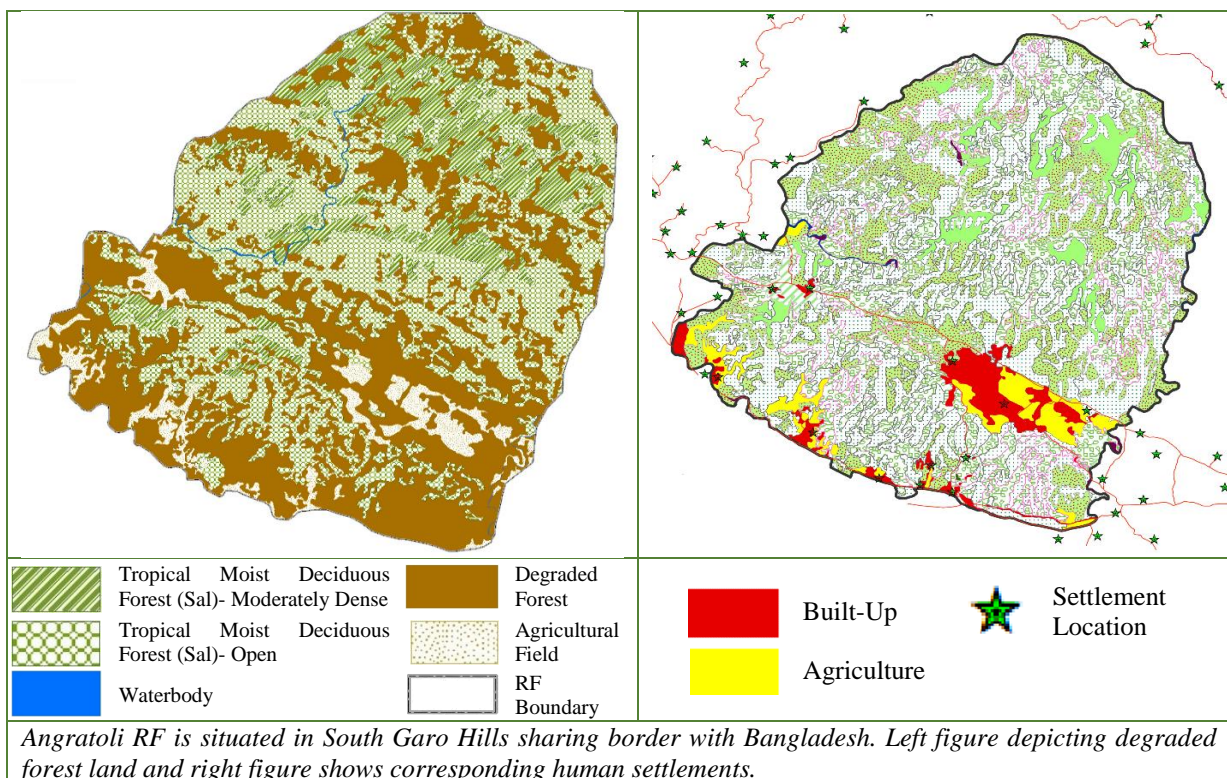 Tropical Moist Deciduous
Forest (Sal)- Moderately Dense
Degraded
Forest
Tropical Moist Deciduous
Forest (Sal)- Open
Agricultural
Field
Waterbody
RF
Boundary
Built-Up
Settlement
Location
Agriculture
Angratoli RF is situated in South Garo Hills sharing border with Bangladesh. Left figure depicting degraded
forest land and right figure shows corresponding human settlements.